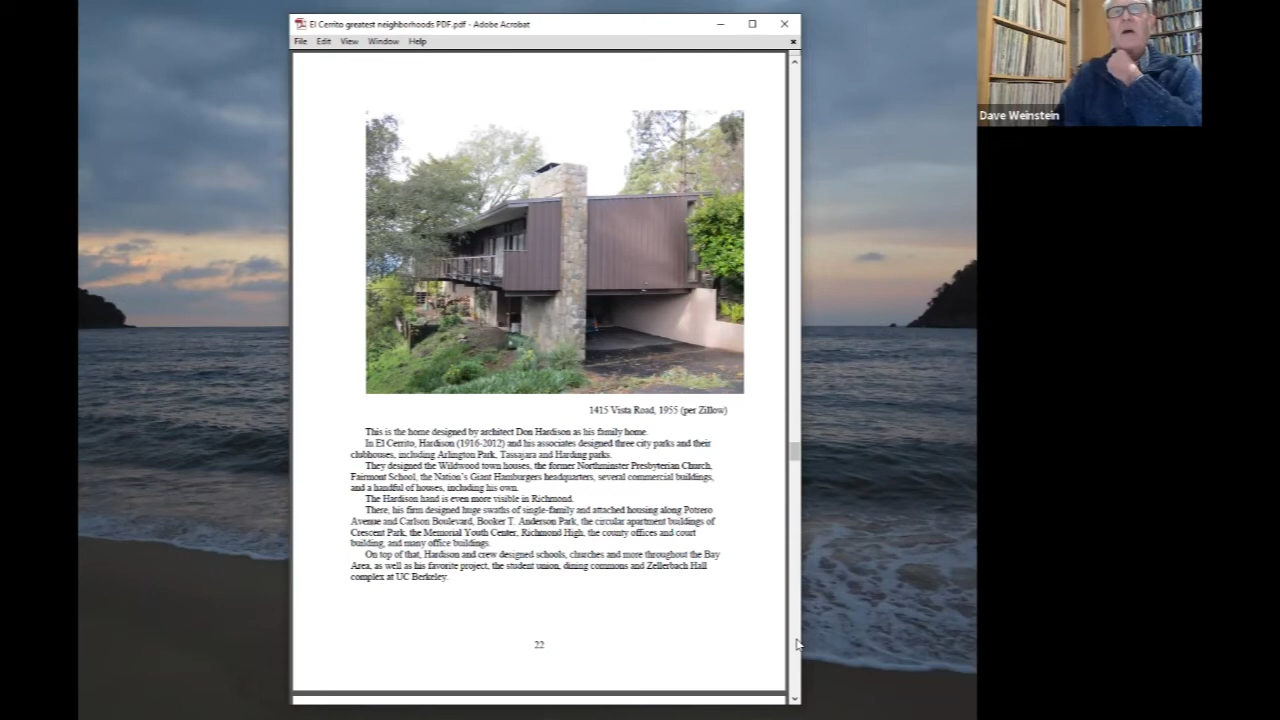 El Cerrito greatest neighborhoods PDF.pdf - Adobe Acrobat
File Edit View Window Help
Dave Weinstein
1415 Vista Road, 1955 (per Zillow)
This is the home designed by architect Don Hardison as his family home.
In El Cerrito, Hardison (1916-2012) and his associates designed three city parks and their
clubhouses, including Arlington Park, Tassajara and Harding parks.
They designed the Wildwood town houses, the former Northminster Presbyterian Church,
Fairmont School, the Nation's Giant Hamburgers headquarters, several commercial buildings,
and a handful of houses, including his own.
The Hardison hand is even more visible in Richmond.
There, his firm designed huge swaths of single-family and attached housing along Potrero
Avenue and Carlson Boulevard, Booker T. Anderson Park, the circular apartment buildings of
Crescent Park, the Memorial Youth Center, Richmond High, the county offices and court
building, and many office buildings.
On top of that, Hardison and crew designed schools, churches and more throughout the Bay
Area, as well as his favorite project, the student union, dining commons and Zellerbach Hall
complex at UC Berkeley.
22